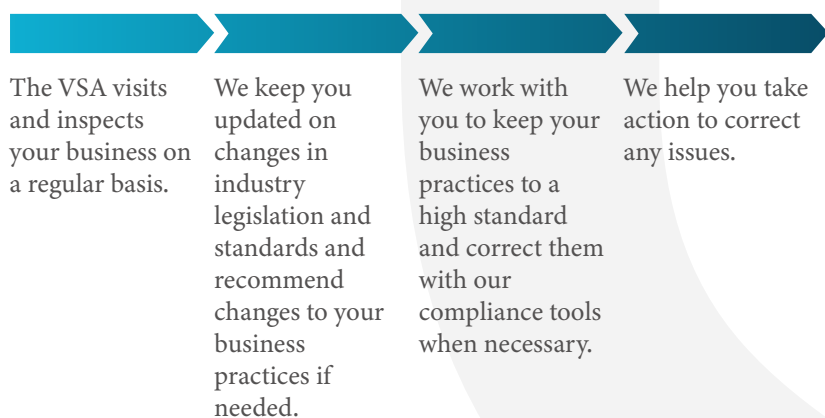 The VSA visits
and inspects
your business on
a regular basis.
We keep you
updated on
changes in
industry
legislation and
standards and
recommend
changes to your
business
practices if
needed.
We work with
you to keep your
business
practices to a
high standard
and correct them
with our
compliance tools
when necessary.
We help you take
action to correct
any issues.